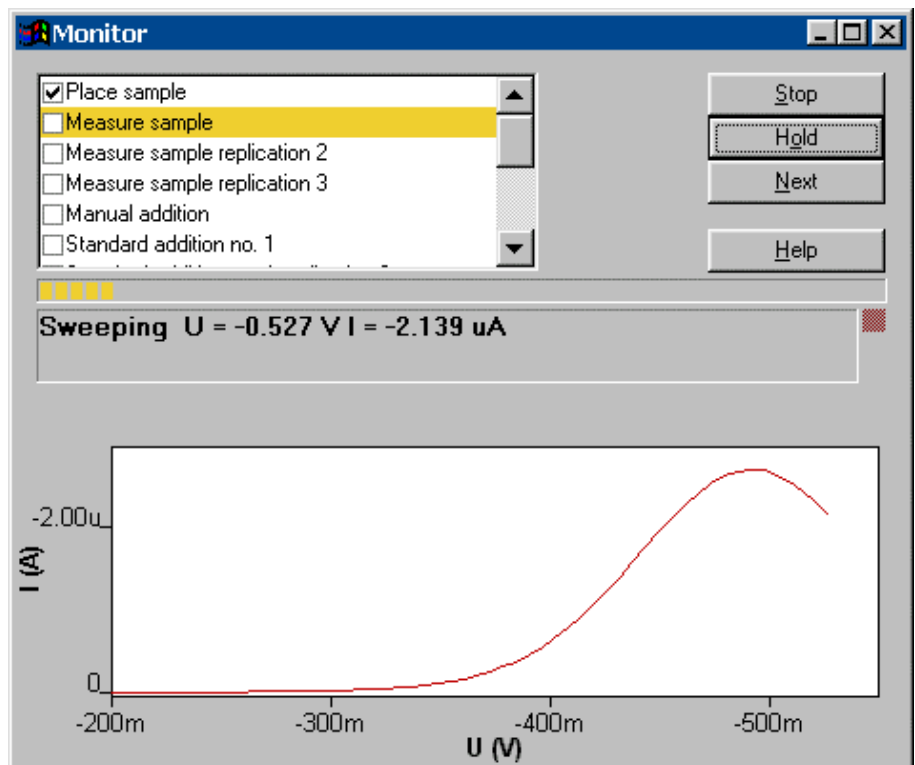 Monitor
Place sample
Measure sample
Measure sample replication 2
Measure sample replication 3
Manual addition
Standard addition no. 1
Stop
Hold
Next
Help
Sweeping U = -0.527 V I = -2.139 uA
-2.00u
I (A)
0
-200m
-300m
-400m
-500m
U (V)